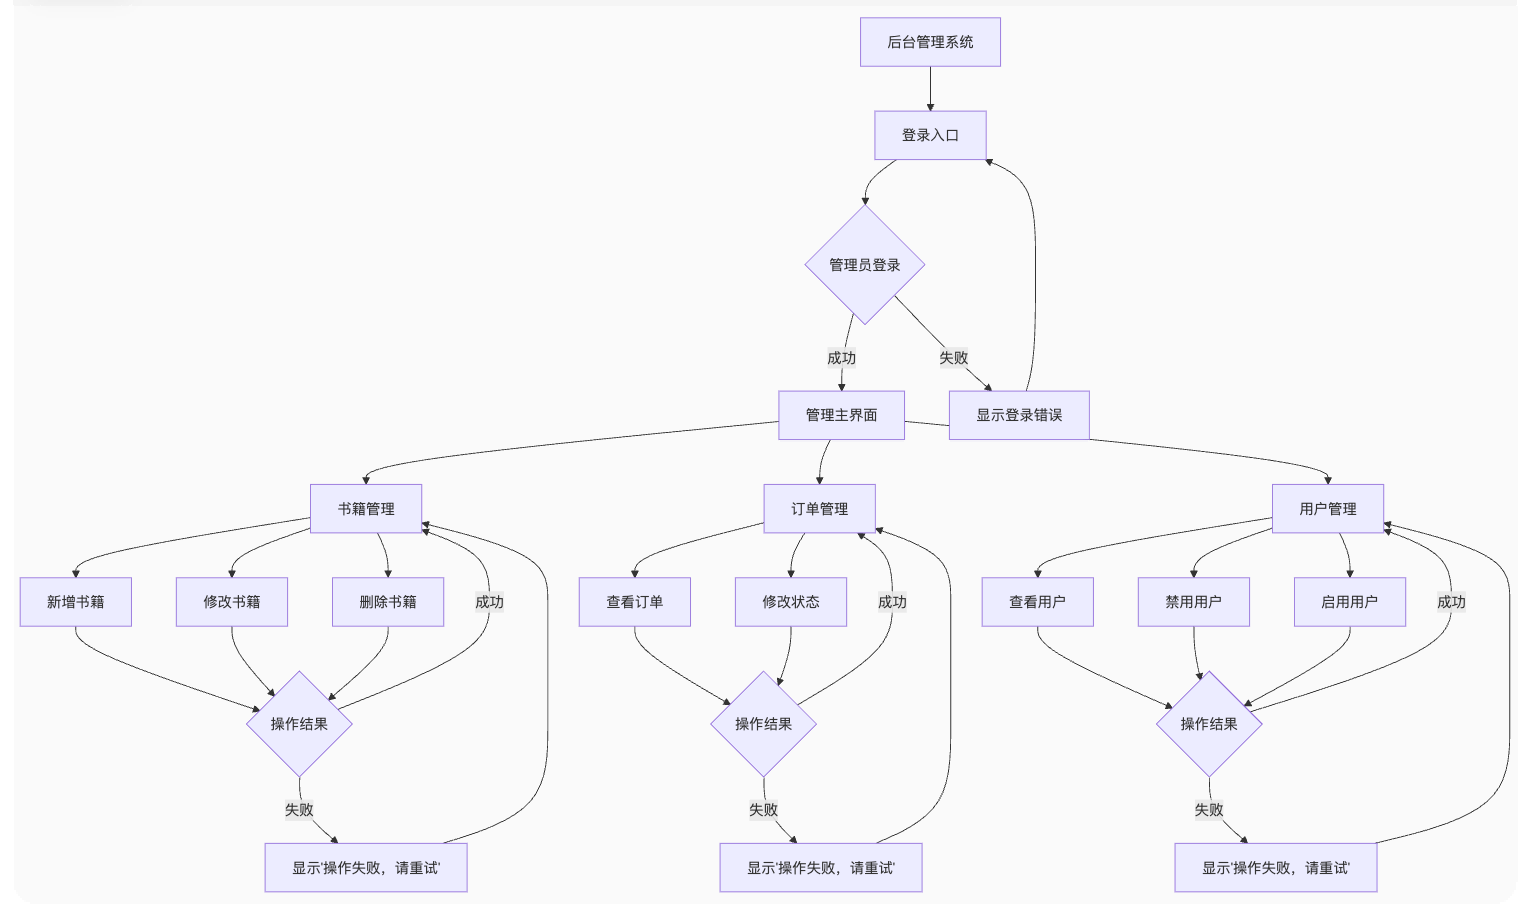 后台管理系统
登录入口
管理员登录
成功
失败
管理主界面
显示登录错误
书籍管理
订单管理
用户管理
新增书籍
修改书籍
删除书籍
成功
查看订单
修改状态
成功
查看用户
禁用用户
启用用户
成功
操作结果
操作结果
操作结果
失败
失败
失败
显示'操作失败，请重试'
显示'操作失败，请重试'
显示'操作失败，请重试'